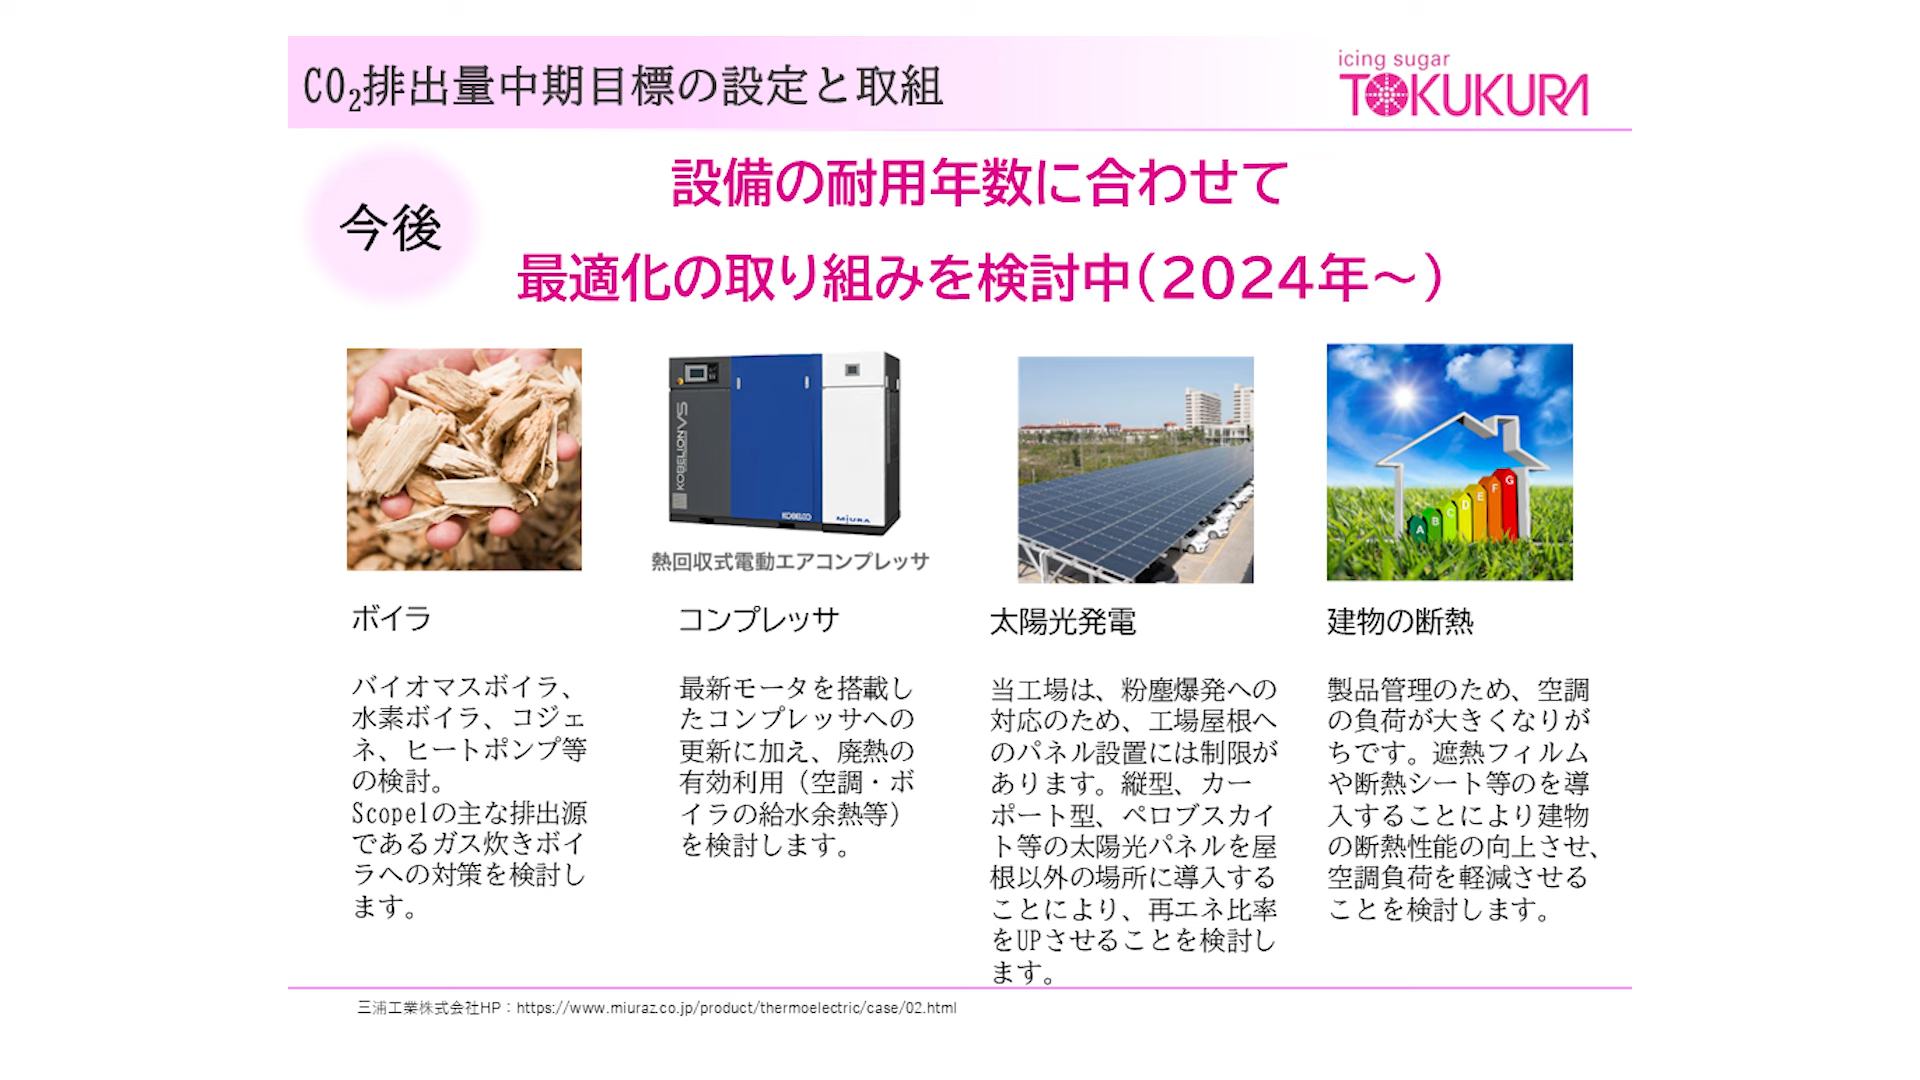 CO₂排出量中期目標の設定と取組
icing sugar
TOKUKURA
今後
設備の耐用年数に合わせて
最適化の取り組みを検討中（2024年～）
KOBELION VS
KOBELCO
MIURA
熱回収式電動エアコンプレッサ
A
B
C
D
E
F
G
ボイラ
バイオマスボイラ、
水素ボイラ、コジェ
ネ、ヒートポンプ等
の検討。
Scope1の主な排出源
であるガス炊きボイ
ラへの対策を検討し
ます。
コンプレッサ
最新モータを搭載し
たコンプレッサへの
更新に加え、廃熱の
有効利用（空調・ボ
イラの給水余熱等）
を検討します。
太陽光発電
当工場は、粉塵爆発への
対応のため、工場屋根へ
のパネル設置には制限が
あります。縦型、カー
ポート型、ペロブスカイ
ト等の太陽光パネルを屋
根以外の場所に導入する
ことにより、再エネ比率
をUPさせることを検討し
ます。
建物の断熱
製品管理のため、空調
の負荷が大きくなりが
ちです。遮熱フィルム
や断熱シート等のを導
入することにより建物
の断熱性能の向上させ、
空調負荷を軽減させる
ことを検討します。
三浦工業株式会社HP：https://www.miuraz.co.jp/product/thermoelectric/case/02.html